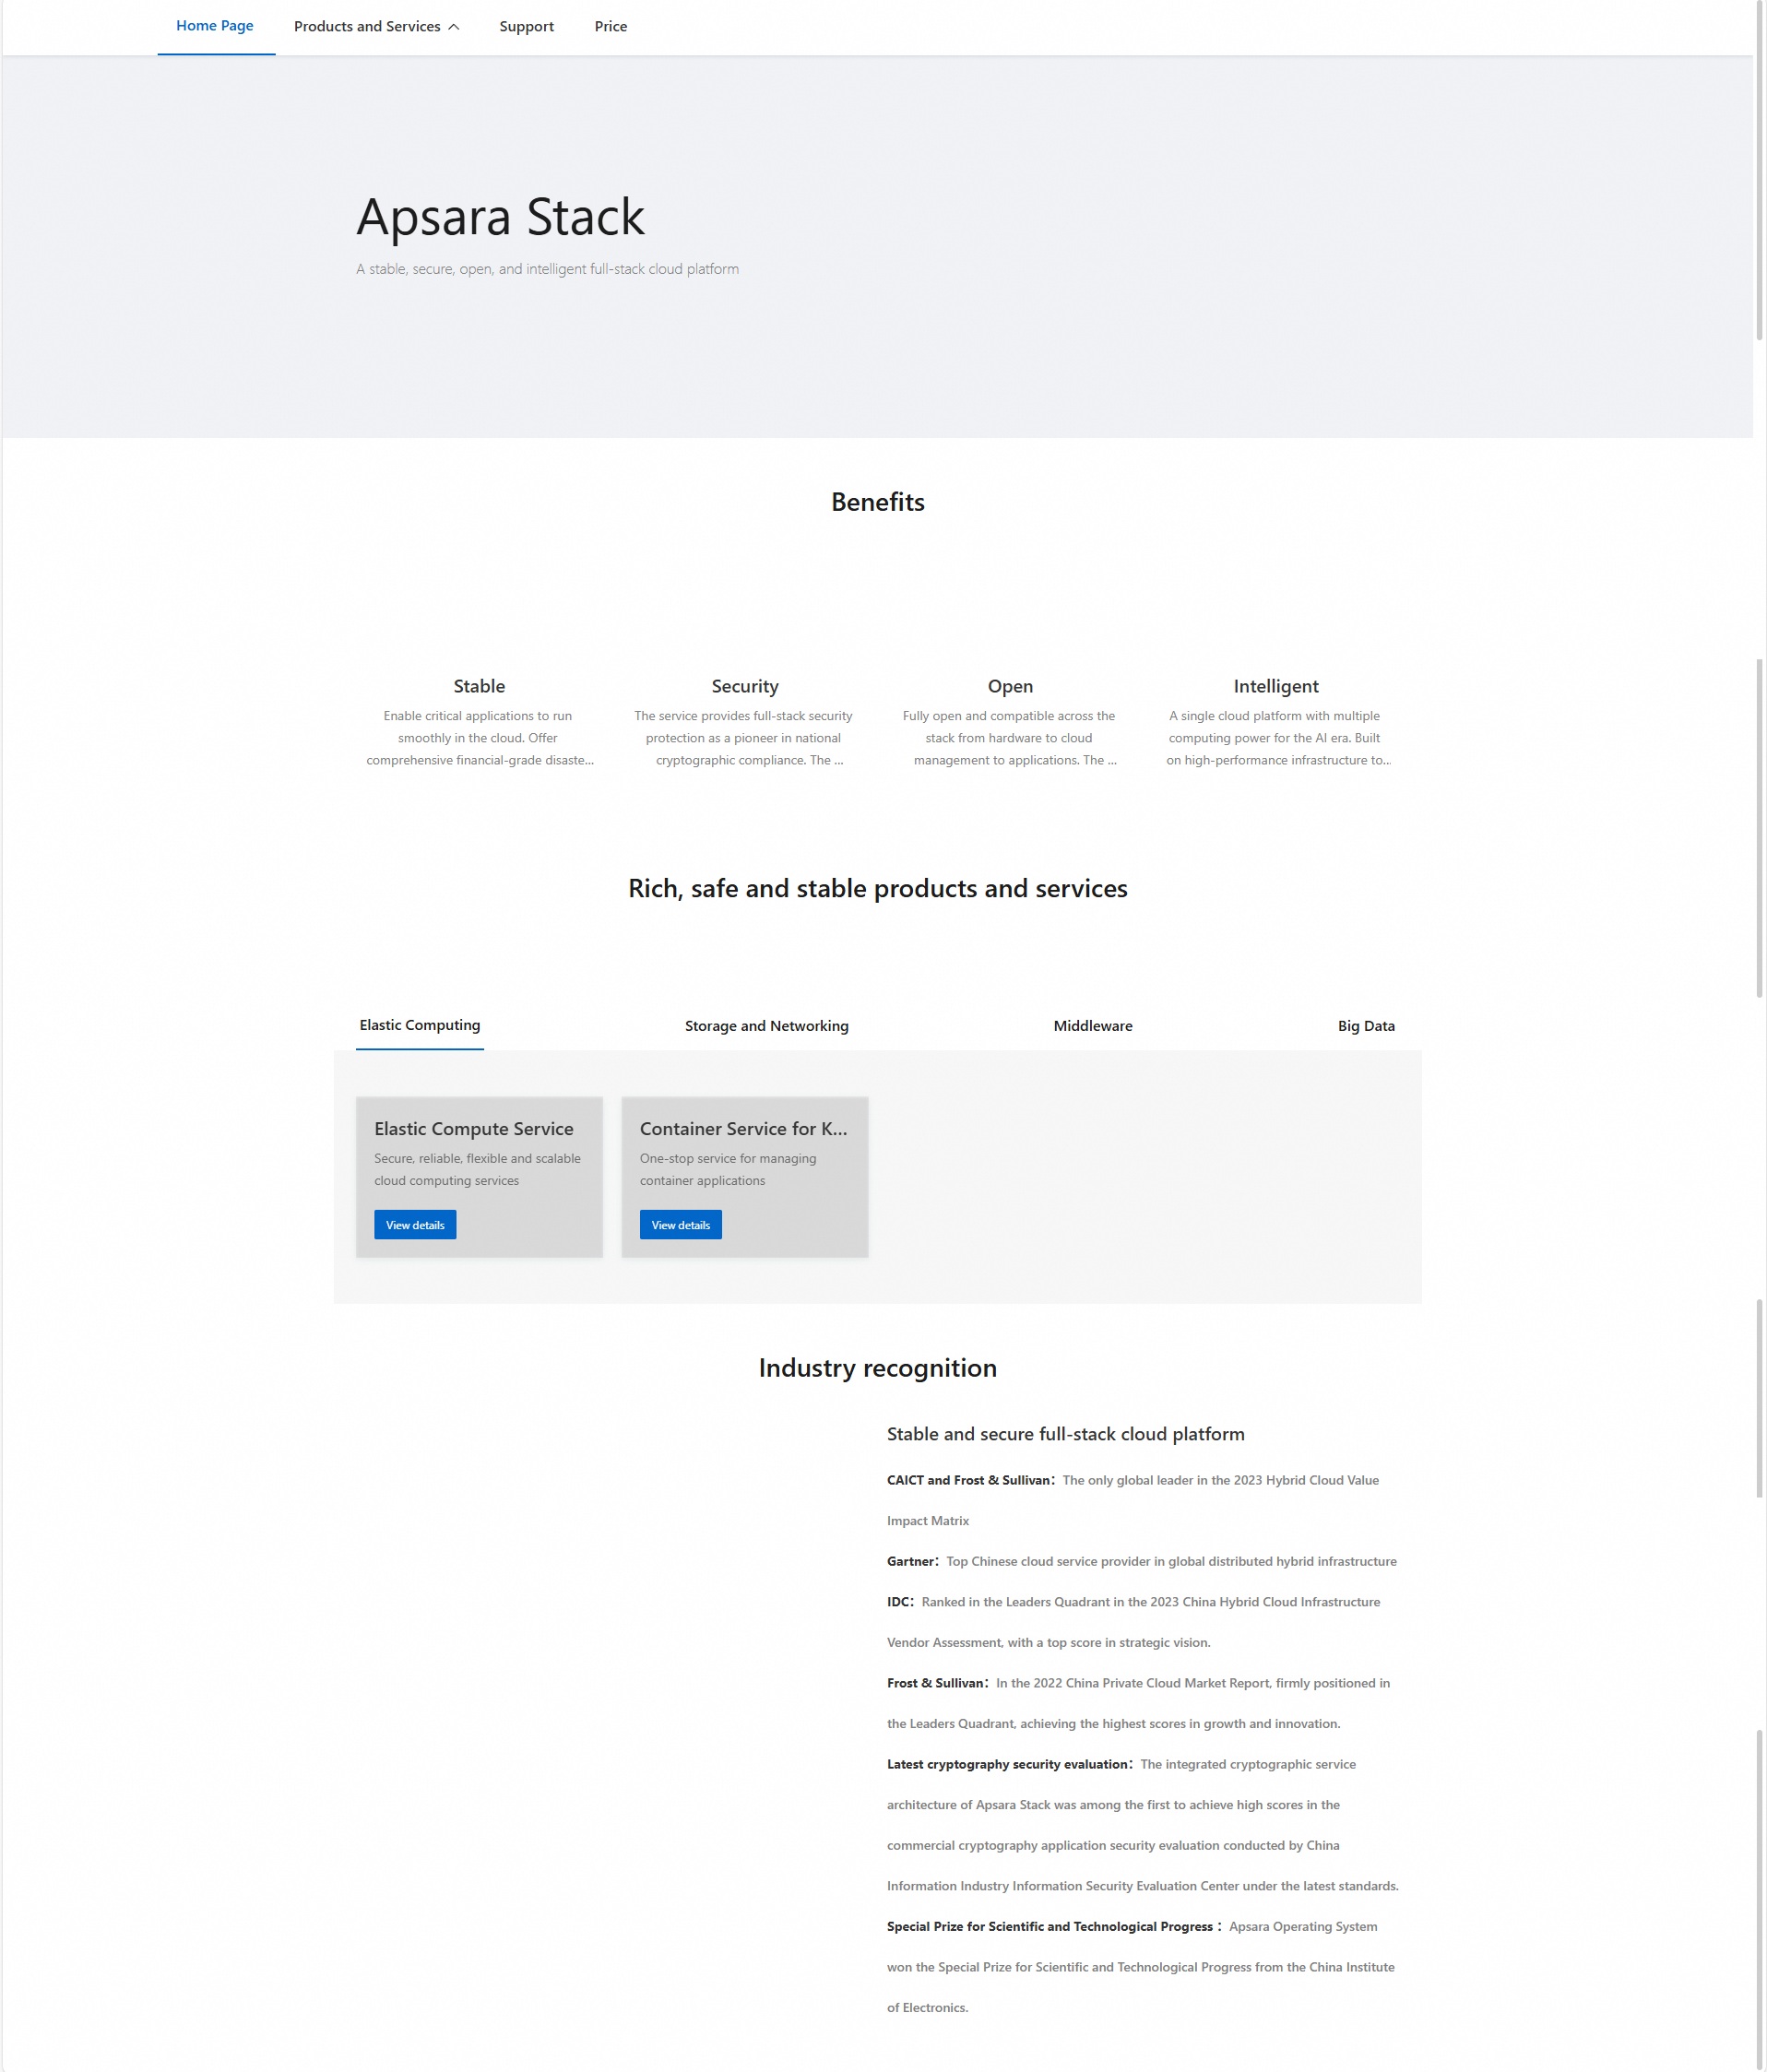 Home Page
Products and Services
Support
Price
Apsara Stack
A stable, secure, open, and intelligent full-stack cloud platform
Benefits
Stable
Enable critical applications to run
smoothly in the cloud. Offer
comprehensive financial-grade disaste...
Security
The service provides full-stack security
protection as a pioneer in national
cryptographic compliance. The ...
Open
Fully open and compatible across the
stack from hardware to cloud
management to applications. The ...
Intelligent
A single cloud platform with multiple
computing power for the AI era. Built
on high-performance infrastructure to...
Rich, safe and stable products and services
Elastic Computing
Storage and Networking
Middleware
Big Data
Elastic Compute Service
Secure, reliable, flexible and scalable
cloud computing services
View details
Container Service for K...
One-stop service for managing
container applications
View details
Industry recognition
Stable and secure full-stack cloud platform
CAICT and Frost & Sullivan：The only global leader in the 2023 Hybrid Cloud Value
Impact Matrix
Gartner：Top Chinese cloud service provider in global distributed hybrid infrastructure
IDC：Ranked in the Leaders Quadrant in the 2023 China Hybrid Cloud Infrastructure
Vendor Assessment, with a top score in strategic vision.
Frost & Sullivan：In the 2022 China Private Cloud Market Report, firmly positioned in
the Leaders Quadrant, achieving the highest scores in growth and innovation.
Latest cryptography security evaluation：The integrated cryptographic service
architecture of Apsara Stack was among the first to achieve high scores in the
commercial cryptography application security evaluation conducted by China
Information Industry Information Security Evaluation Center under the latest standards.
Special Prize for Scientific and Technological Progress：Apsara Operating System
won the Special Prize for Scientific and Technological Progress from the China Institute
of Electronics.